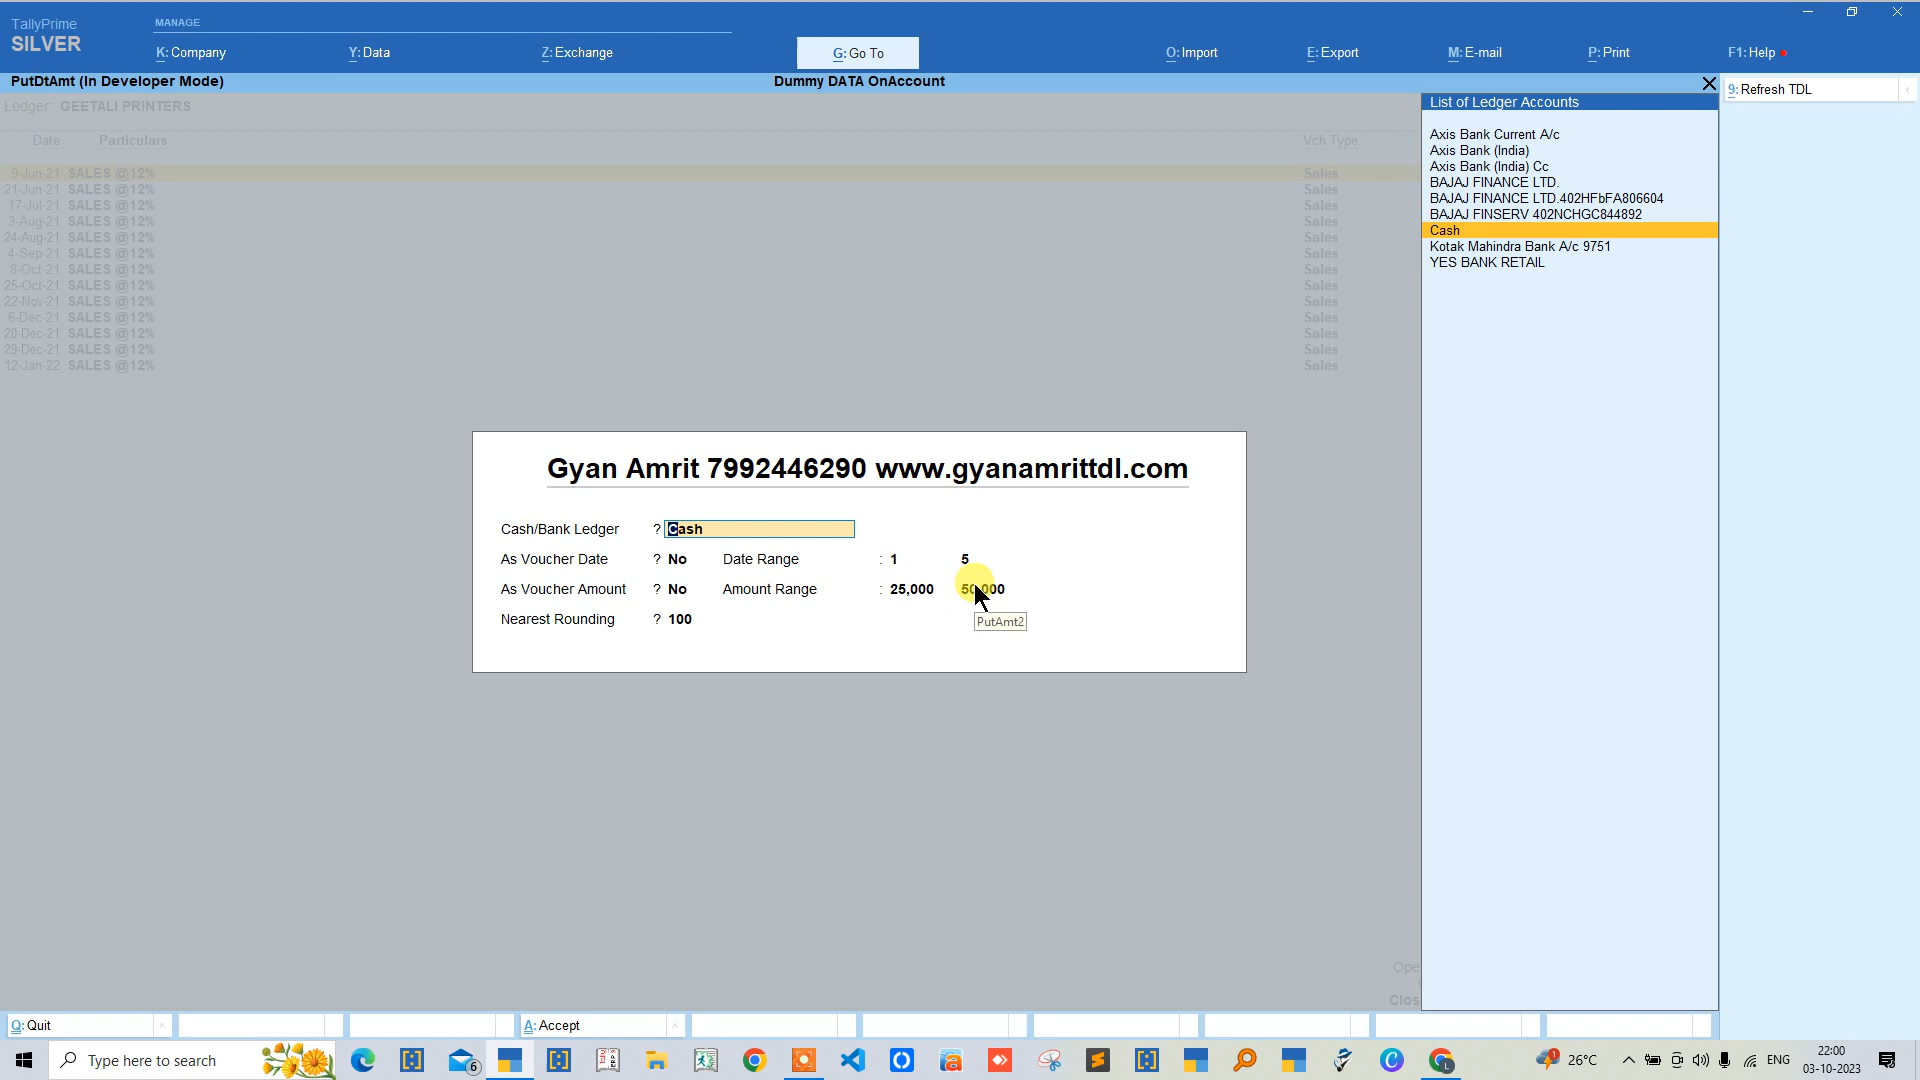 TallyPrime
SILVER
MANAGE
K: Company
Y: Data
Z: Exchange
G: Go To
O: Import
E: Export
M: E-mail
P: Print
F1: Help
PutDtAmt (In Developer Mode)
Dummy DATA OnAccount
Ledger: GEETALI PRINTERS
Date Particulars Vch Type
9-Jun-21 SALES @12% Sales
21-Jun-21 SALES @12% Sales
17-Jul-21 SALES @12% Sales
3-Aug-21 SALES @12% Sales
24-Aug-21 SALES @12% Sales
4-Sep-21 SALES @12% Sales
8-Oct-21 SALES @12% Sales
25-Oct-21 SALES @12% Sales
22-Nov-21 SALES @12% Sales
6-Dec-21 SALES @12% Sales
20-Dec-21 SALES @12% Sales
29-Dec-21 SALES @12% Sales
12-Jan-22 SALES @12% Sales
Gyan Amrit 7992446290 www.gyanamrittdl.com
Cash/Bank Ledger ? Cash
As Voucher Date ? No Date Range : 1 5
As Voucher Amount ? No Amount Range : 25,000 50,000
Nearest Rounding ? 100
PutAmt2
List of Ledger Accounts
Axis Bank Current A/c
Axis Bank (India)
Axis Bank (India) Cc
BAJAJ FINANCE LTD.
BAJAJ FINANCE LTD.402HFbFA806604
BAJAJ FINSERV 402NCHGC844892
Cash
Kotak Mahindra Bank A/c 9751
YES BANK RETAIL
9: Refresh TDL
Ope
Clos
Q: Quit
A: Accept
Type here to search
6
26°C
ENG
22:00
03-10-2023